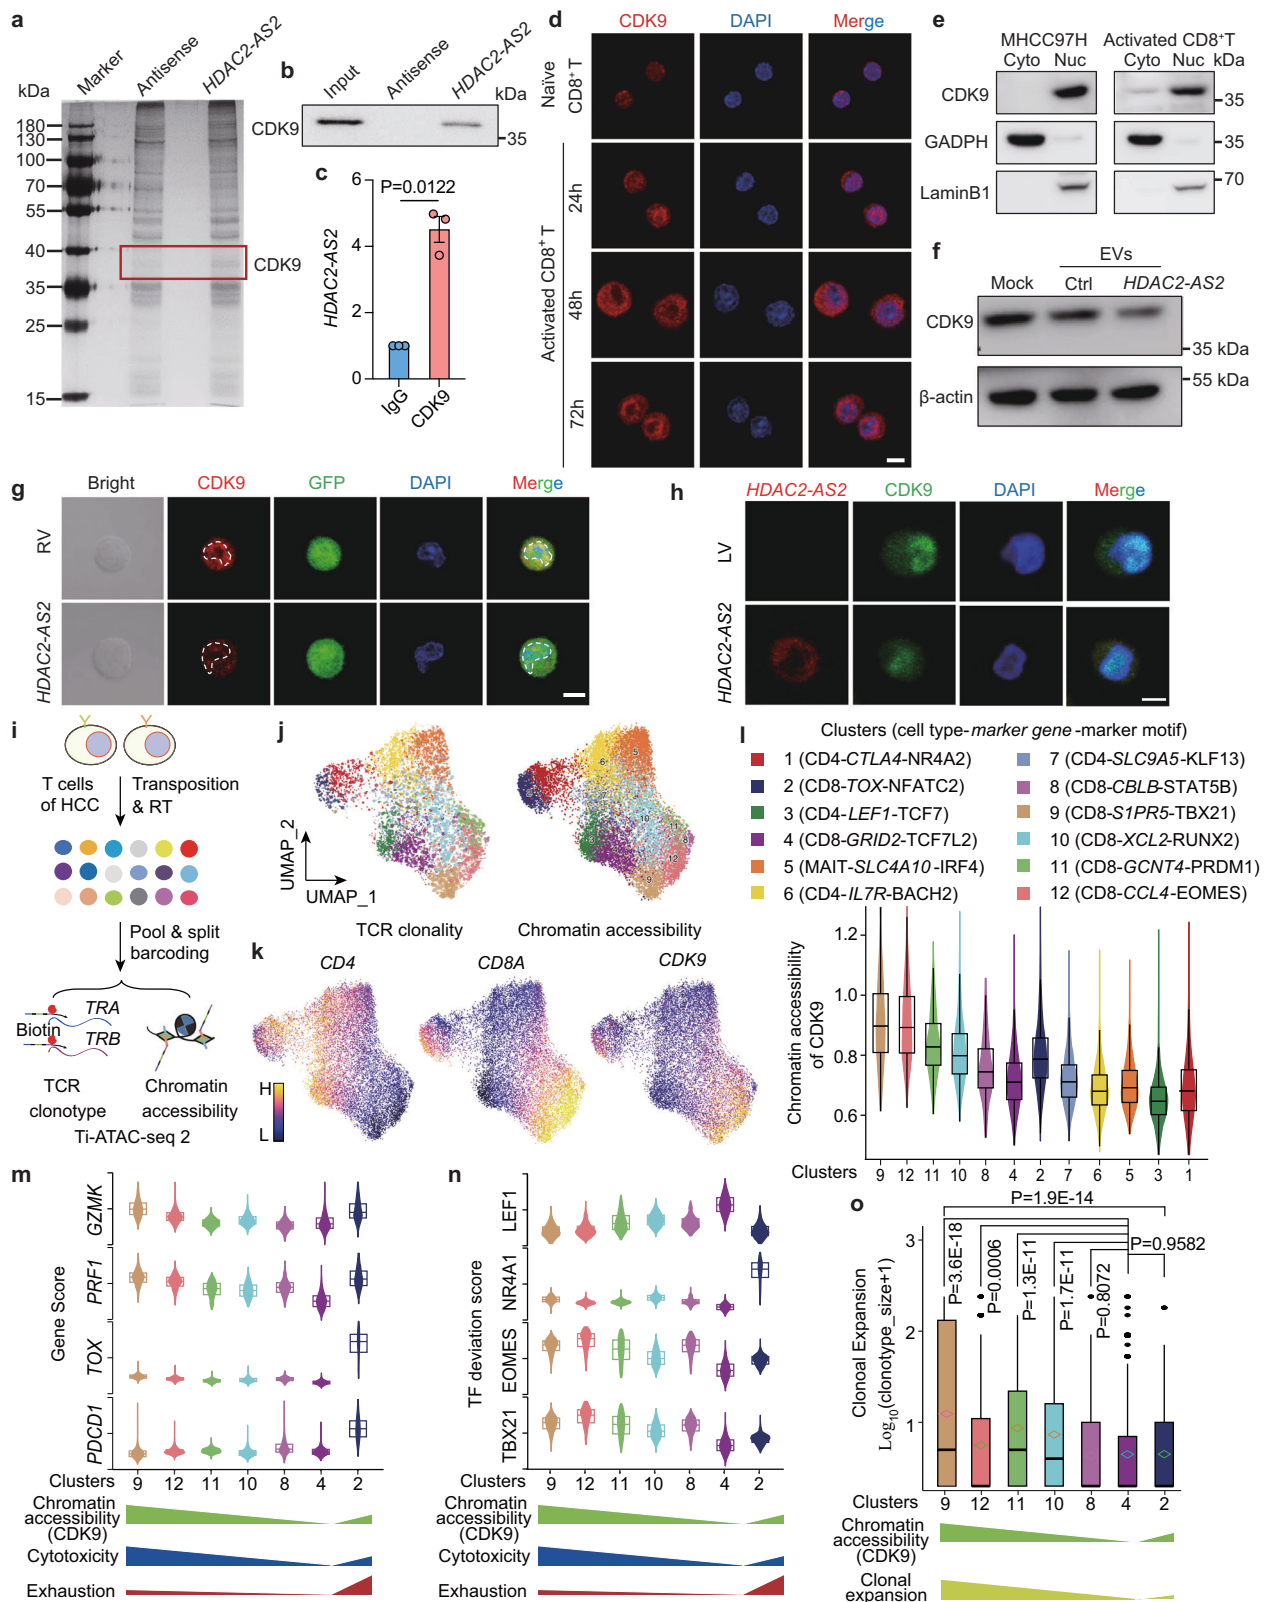 a
Marker
Antisense
HDAC2-AS2
kDa
180
130
100
70
55
40
35
25
15
CDK9
b
Input
Antisense
HDAC2-AS2
kDa
CDK9
35
c
P=0.0122
HDAC2-AS2
6
4
2
0
IgG
CDK9
d
CDK9 DAPI Merge
Naïve
CD8+T
Activated CD8+T
24h
48h
72h
e
MHCC97H Activated CD8+T
Cyto Nuc Cyto Nuc kDa
CDK9
35
GADPH
35
70
LaminB1
f
EVs
Mock Ctrl HDAC2-AS2
CDK9
35 kDa
55 kDa
β-actin
g
Bright CDK9 GFP DAPI Merge
RV
HDAC2-AS2
h
HDAC2-AS2 CDK9 DAPI Merge
LV
HDAC2-AS2
i
T cells
of HCC
Transposition
& RT
Pool & split
barcoding
TRA
Biotin
TRB
TCR
clonotype
Chromatin
accessibility
Ti-ATAC-seq 2
j
UMAP_2
UMAP_1
5
6
10
11
8
12
9
TCR clonality Chromatin accessibility
k
CD4 CD8A CDK9
H
L
l
Clusters (cell type-marker gene -marker motif)
1 (CD4-CTLA4-NR4A2)
2 (CD8-TOX-NFATC2)
3 (CD4-LEF1-TCF7)
4 (CD8-GRID2-TCF7L2)
5 (MAIT-SLC4A10-IRF4)
6 (CD4-IL7R-BACH2)
7 (CD4-SLC9A5-KLF13)
8 (CD8-CBLB-STAT5B)
9 (CD8-S1PR5-TBX21)
10 (CD8-XCL2-RUNX2)
11 (CD8-GCNT4-PRDM1)
12 (CD8-CCL4-EOMES)
Chromatin accessibility
of CDK9
1.2
1.0
0.8
0.6
Clusters 9 12 11 10 8 4 2 7 6 5 3 1
m
Gene Score
GZMK
PRF1
TOX
PDCD1
Clusters 9 12 11 10 8 4 2
Chromatin
accessibility
(CDK9)
Cytotoxicity
Exhaustion
n
TF deviation score
LEF1
NR4A1
EOMES
TBX21
Clusters 9 12 11 10 8 4 2
Chromatin
accessibility
(CDK9)
Cytotoxicity
Exhaustion
o
P=1.9E-14
P=3.6E-18
P=0.0006
P=1.3E-11
P=1.7E-11
P=0.8072
P=0.9582
Clonoal Expansion
Log10(clonotype_size+1)
3
2
1
Clusters
9 12 11 10 8 4 2
Chromatin
accessibility
(CDK9)
Clonal
expansion